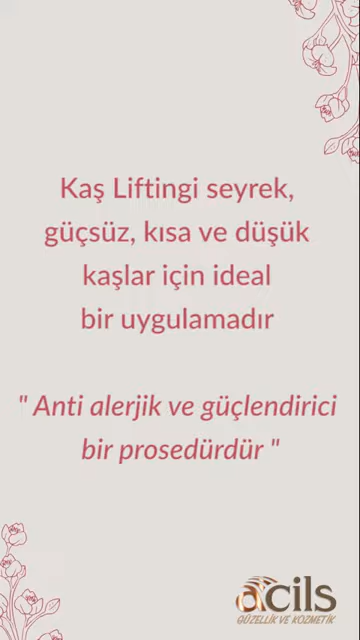 Kaş Liftingi seyrek,
güçsüz, kısa ve düşük
kaşlar için ideal
bir uygulamadır
" Anti alerjik ve güçlendirici
bir prosedürdür "
acils
GÜZELLİK VE KOZMETİK